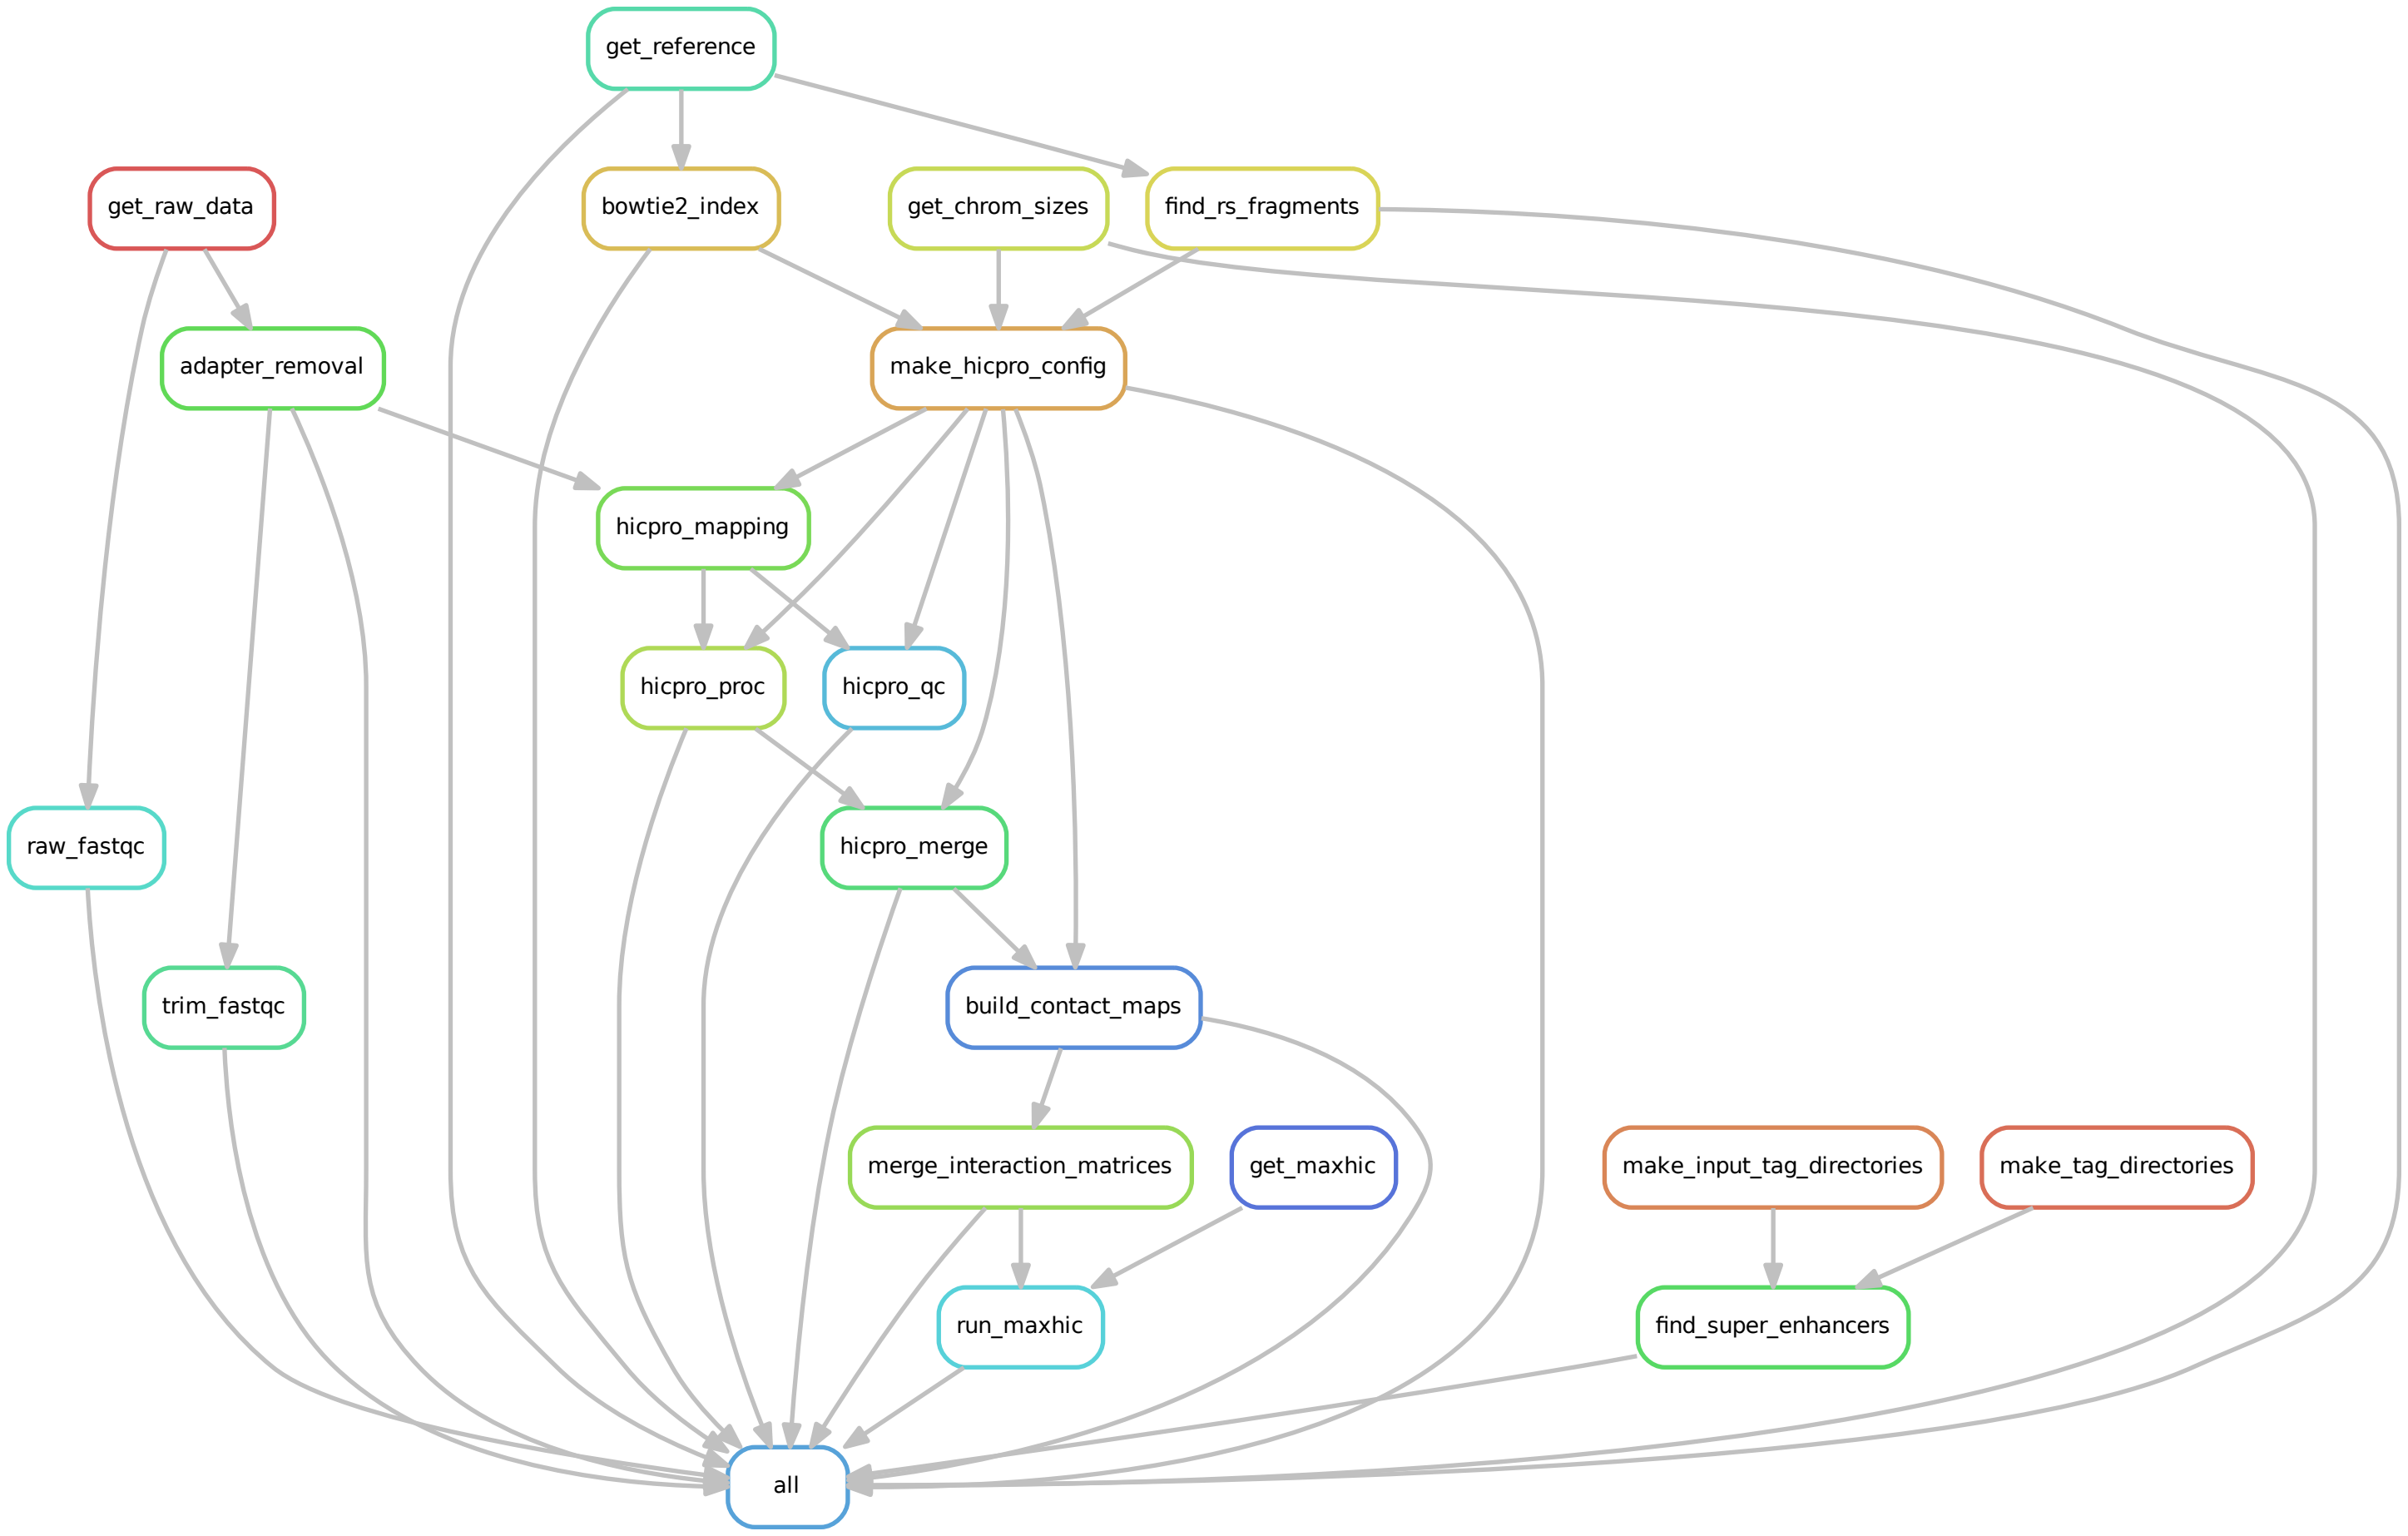 get_reference
get_raw_data
bowtie2_index
get_chrom_sizes
find_rs_fragments
adapter_removal
make_hicpro_config
hicpro_mapping
hicpro_proc
hicpro_qc
raw_fastqc
hicpro_merge
trim_fastqc
build_contact_maps
merge_interaction_matrices
get_maxhic
make_input_tag_directories
make_tag_directories
run_maxhic
find_super_enhancers
all